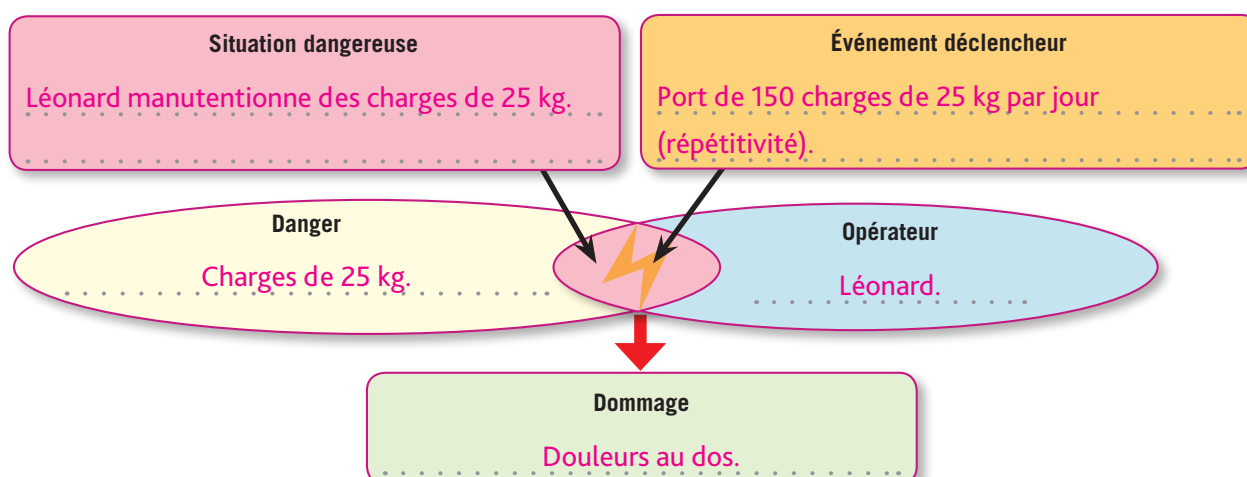 Situation dangereuse
Léonard manutentionne des charges de 25 kg.
Événement déclencheur
Port de 150 charges de 25 kg par jour
(répétitivité).
Danger
Charges de 25 kg.
Opérateur
Léonard.
Dommage
Douleurs au dos.